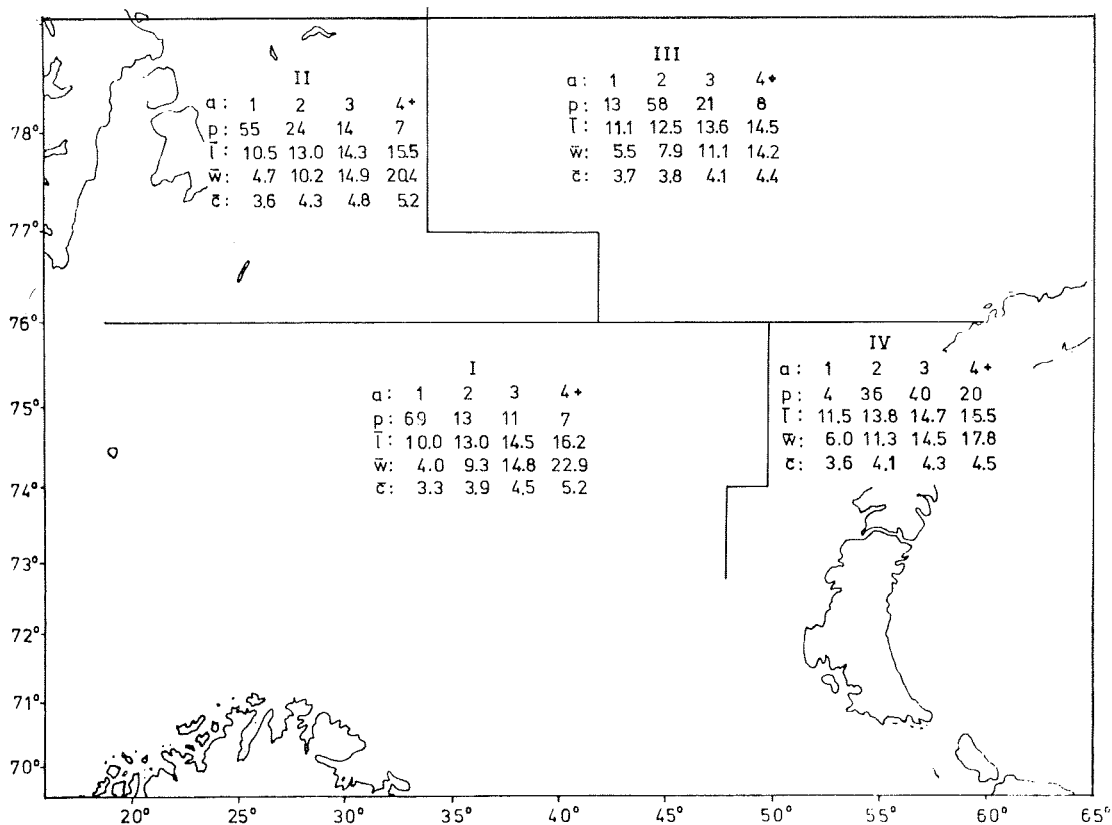 II
a: 1 2 3 4+
p: 55 24 14 7
l̄: 10.5 13.0 14.3 15.5
w̄: 4.7 10.2 14.9 20.4
c̄: 3.6 4.3 4.8 5.2
III
a: 1 2 3 4+
p: 13 58 21 8
l̄: 11.1 12.5 13.6 14.5
w̄: 5.5 7.9 11.1 14.2
c̄: 3.7 3.8 4.1 4.4
I
a: 1 2 3 4+
p: 69 13 11 7
l̄: 10.0 13.0 14.5 16.2
w̄: 4.0 9.3 14.8 22.9
c̄: 3.3 3.9 4.5 5.2
IV
a: 1 2 3 4+
p: 4 36 40 20
l̄: 11.5 13.8 14.7 15.5
w̄: 6.0 11.3 14.5 17.8
c̄: 3.6 4.1 4.3 4.5
78°
77°
76°
75°
74°
73°
72°
71°
70°
20° 25° 30° 35° 40° 45° 50° 55° 60° 65°